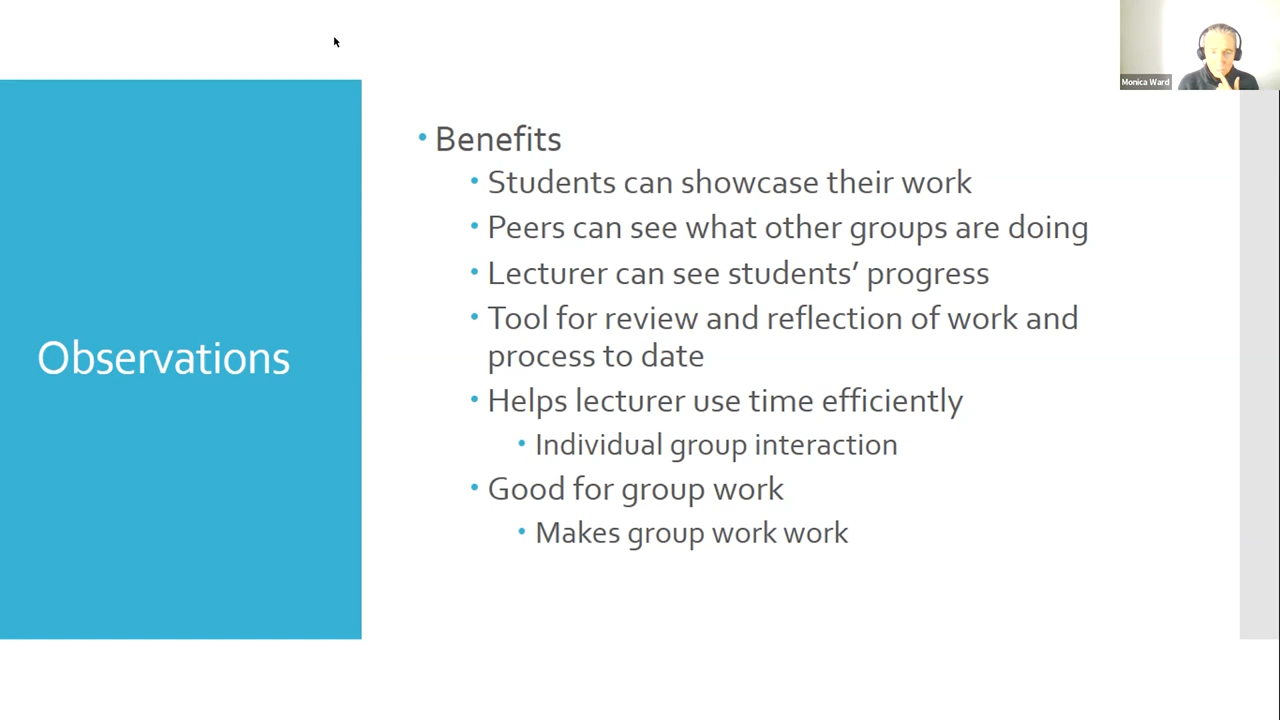 Monica Ward
Observations
• Benefits
• Students can showcase their work
• Peers can see what other groups are doing
• Lecturer can see students’ progress
• Tool for review and reflection of work and
process to date
• Helps lecturer use time efficiently
• Individual group interaction
• Good for group work
• Makes group work work